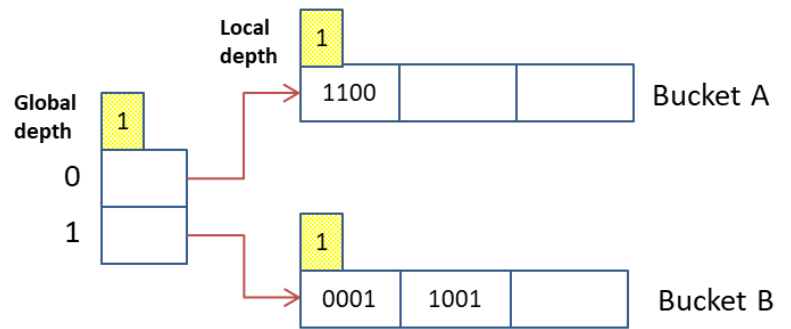 Local
depth
1
1100
Bucket A
Global
depth
1
0
1
1
0001 1001
Bucket B